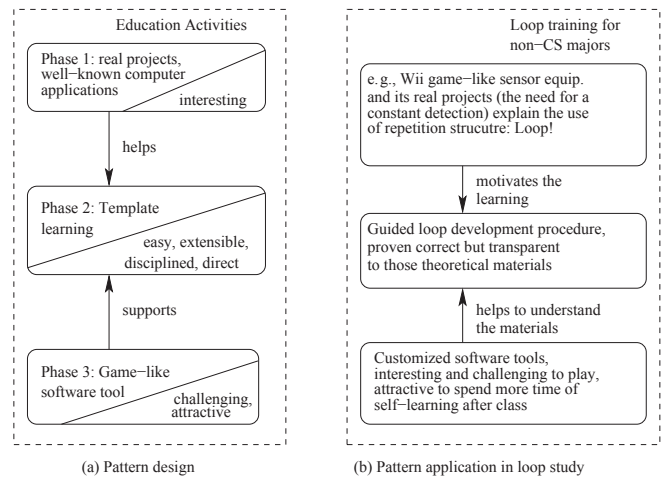 Education Activities
Phase 1: real projects,
well−known computer
applications
interesting
helps
Phase 2: Template
learning
easy, extensible,
disciplined, direct
supports
Phase 3: Game−like
software tool
challenging,
attractive
(a) Pattern design
Loop training for
non−CS majors
e.g., Wii game−like sensor equip.
and its real projects (the need for a
constant detection) explain the use
of repetition strucutre: Loop!
motivates the
learning
Guided loop development procedure,
proven correct but transparent
to those theoretical materials
helps to understand
the materials
Customized software tools,
interesting and challenging to play,
attractive to spend more time of
self−learning after class
(b) Pattern application in loop study